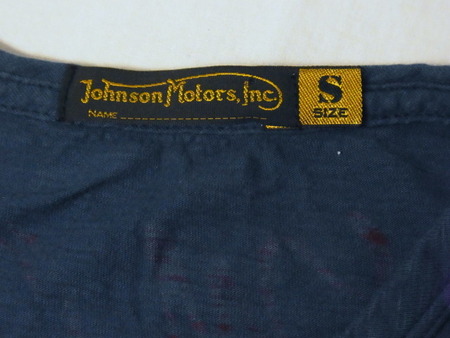 Johnson Motors, Inc.
NAME
S
SIZE